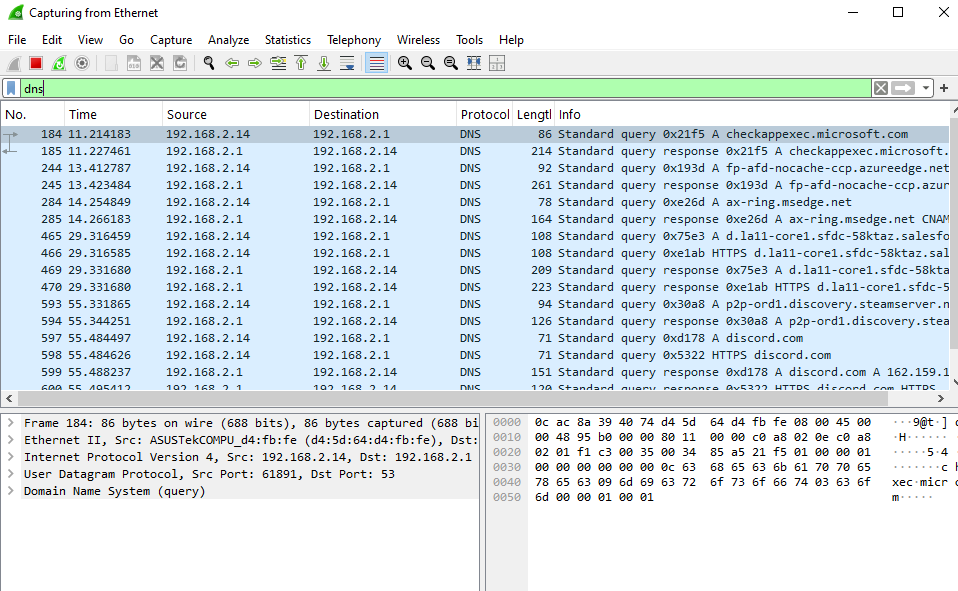 Capturing from Ethernet
File Edit View Go Capture Analyze Statistics Telephony Wireless Tools Help
dns
No. Time Source Destination Protocol Lengtl Info
184 11.214183 192.168.2.14 192.168.2.1 DNS 86 Standard query 0x21f5 A checkappexec.microsoft.com
185 11.227461 192.168.2.1 192.168.2.14 DNS 214 Standard query response 0x21f5 A checkappexec.microsoft.
244 13.412787 192.168.2.14 192.168.2.1 DNS 92 Standard query 0x193d A fp-afd-nocache-ccp.azureedge.net
245 13.423484 192.168.2.1 192.168.2.14 DNS 261 Standard query response 0x193d A fp-afd-nocache-ccp.azur
284 14.254849 192.168.2.14 192.168.2.1 DNS 78 Standard query 0xe26d A ax-ring.msedge.net
285 14.266183 192.168.2.1 192.168.2.14 DNS 164 Standard query response 0xe26d A ax-ring.msedge.net CNAM
465 29.316459 192.168.2.14 192.168.2.1 DNS 108 Standard query 0x75e3 A d.la11-core1.sfdc-58ktaz.salesfo
466 29.316585 192.168.2.14 192.168.2.1 DNS 108 Standard query 0xe1ab HTTPS d.la11-core1.sfdc-58ktaz.sal
469 29.331680 192.168.2.1 192.168.2.14 DNS 209 Standard query response 0x75e3 A d.la11-core1.sfdc-58kta
470 29.331680 192.168.2.1 192.168.2.14 DNS 223 Standard query response 0xe1ab HTTPS d.la11-core1.sfdc-5
593 55.331865 192.168.2.14 192.168.2.1 DNS 94 Standard query 0x30a8 A p2p-ord1.discovery.steamserver.n
594 55.344251 192.168.2.1 192.168.2.14 DNS 126 Standard query response 0x30a8 A p2p-ord1.discovery.stea
597 55.484497 192.168.2.14 192.168.2.1 DNS 71 Standard query 0xd178 A discord.com
598 55.484626 192.168.2.14 192.168.2.1 DNS 71 Standard query 0x5322 HTTPS discord.com
599 55.488237 192.168.2.1 192.168.2.14 DNS 151 Standard query response 0xd178 A discord.com A 162.159.1
600 55.495412 192.168.2.1 192.168.2.14 DNS 120 Standard query response 0x5322 HTTPS discord.com HTTPS
Frame 184: 86 bytes on wire (688 bits), 86 bytes captured (688 bi
Ethernet II, Src: ASUSTekCOMPU_d4:fb:fe (d4:5d:64:d4:fb:fe), Dst:
Internet Protocol Version 4, Src: 192.168.2.14, Dst: 192.168.2.1
User Datagram Protocol, Src Port: 61891, Dst Port: 53
Domain Name System (query)
0000 0c ac 8a 39 40 74 d4 5d 64 d4 fb fe 08 00 45 00 ···9@t·] d
0010 00 48 95 b0 00 00 80 11 00 00 c0 a8 02 0e c0 a8 ·H······
0020 02 01 f1 c3 00 35 00 34 85 a5 21 f5 01 00 00 01 ·····5·4
0030 00 00 00 00 00 00 0c 63 68 65 63 6b 61 70 70 65 ·······c h
0040 78 65 63 09 6d 69 63 72 6f 73 6f 66 74 03 63 6f xec·micr o
0050 6d 00 00 01 00 01 m·····